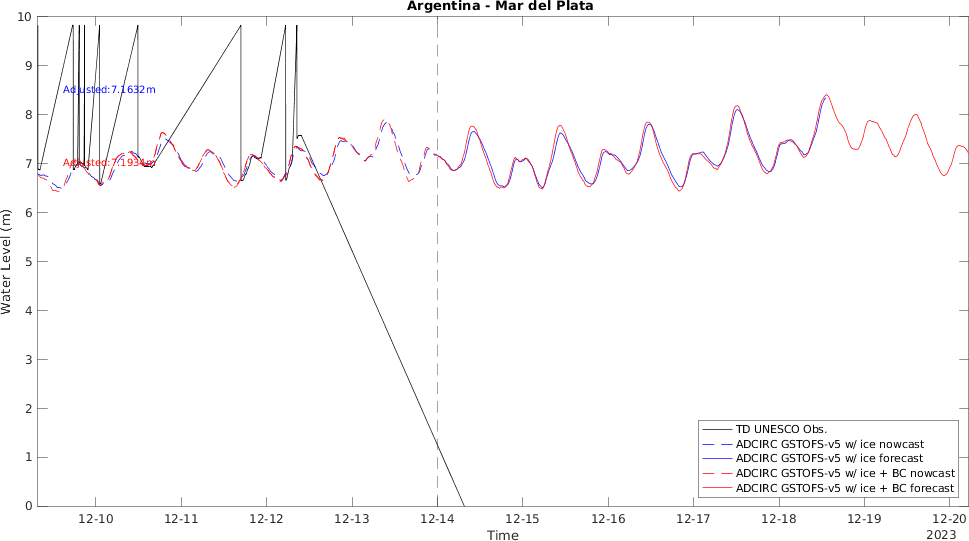 Argentina - Mar del Plata
10
9
8
7
6
5
4
3
2
1
0
Water Level (m)
Adjusted:7.1632m
Adjusted:7.1934m
TD UNESCO Obs.
ADCIRC GSTOFS-v5 w/ ice nowcast
ADCIRC GSTOFS-v5 w/ ice forecast
ADCIRC GSTOFS-v5 w/ ice + BC nowcast
ADCIRC GSTOFS-v5 w/ ice + BC forecast
12-10 12-11 12-12 12-13 12-14 12-15 12-16 12-17 12-18 12-19 12-20
Time
2023